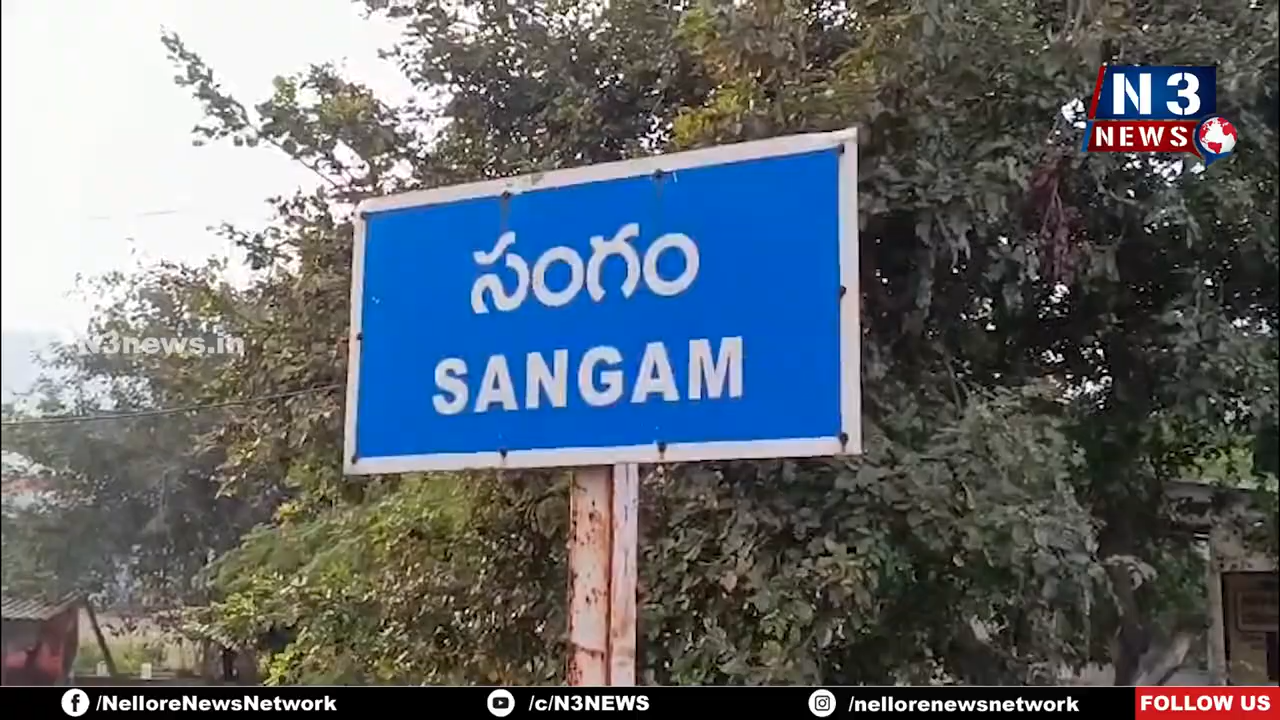 N3
NEWS
సంగం
SANGAM
N3news.in
/NelloreNewsNetwork
/c/N3NEWS
/nellorenewsnetwork
FOLLOW US